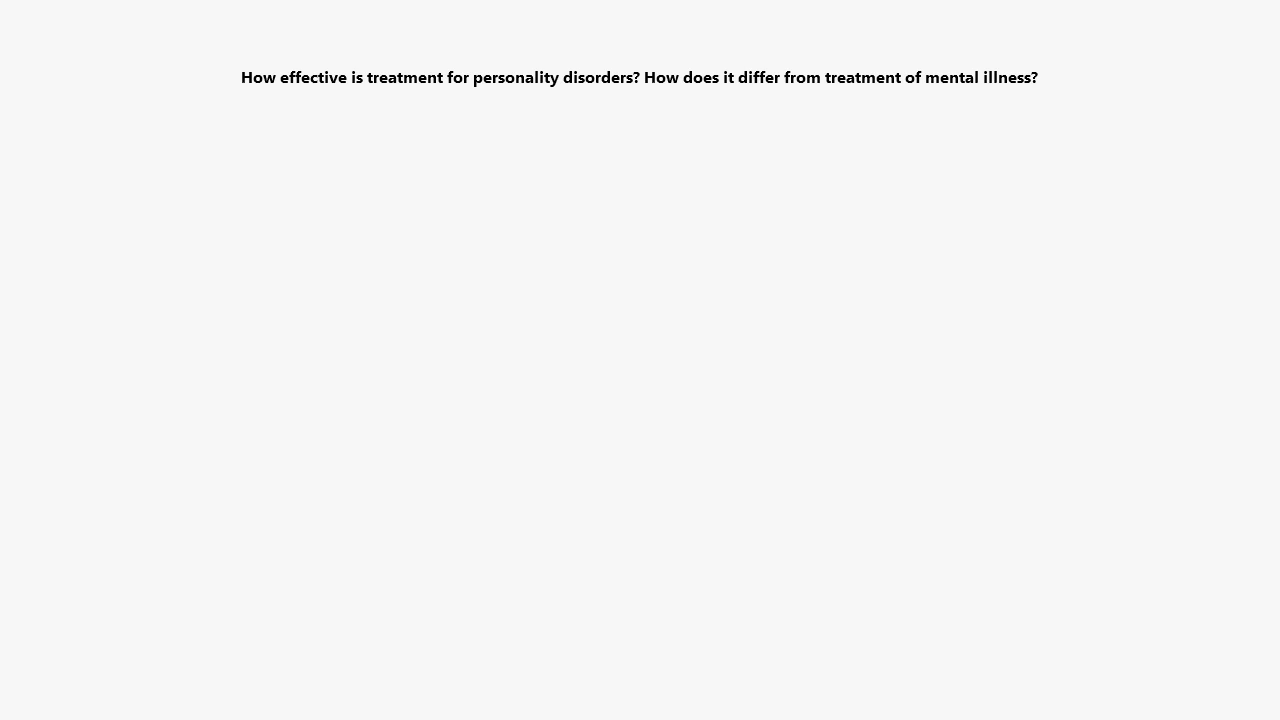 How effective is treatment for personality disorders? How does it differ from treatment of mental illness?